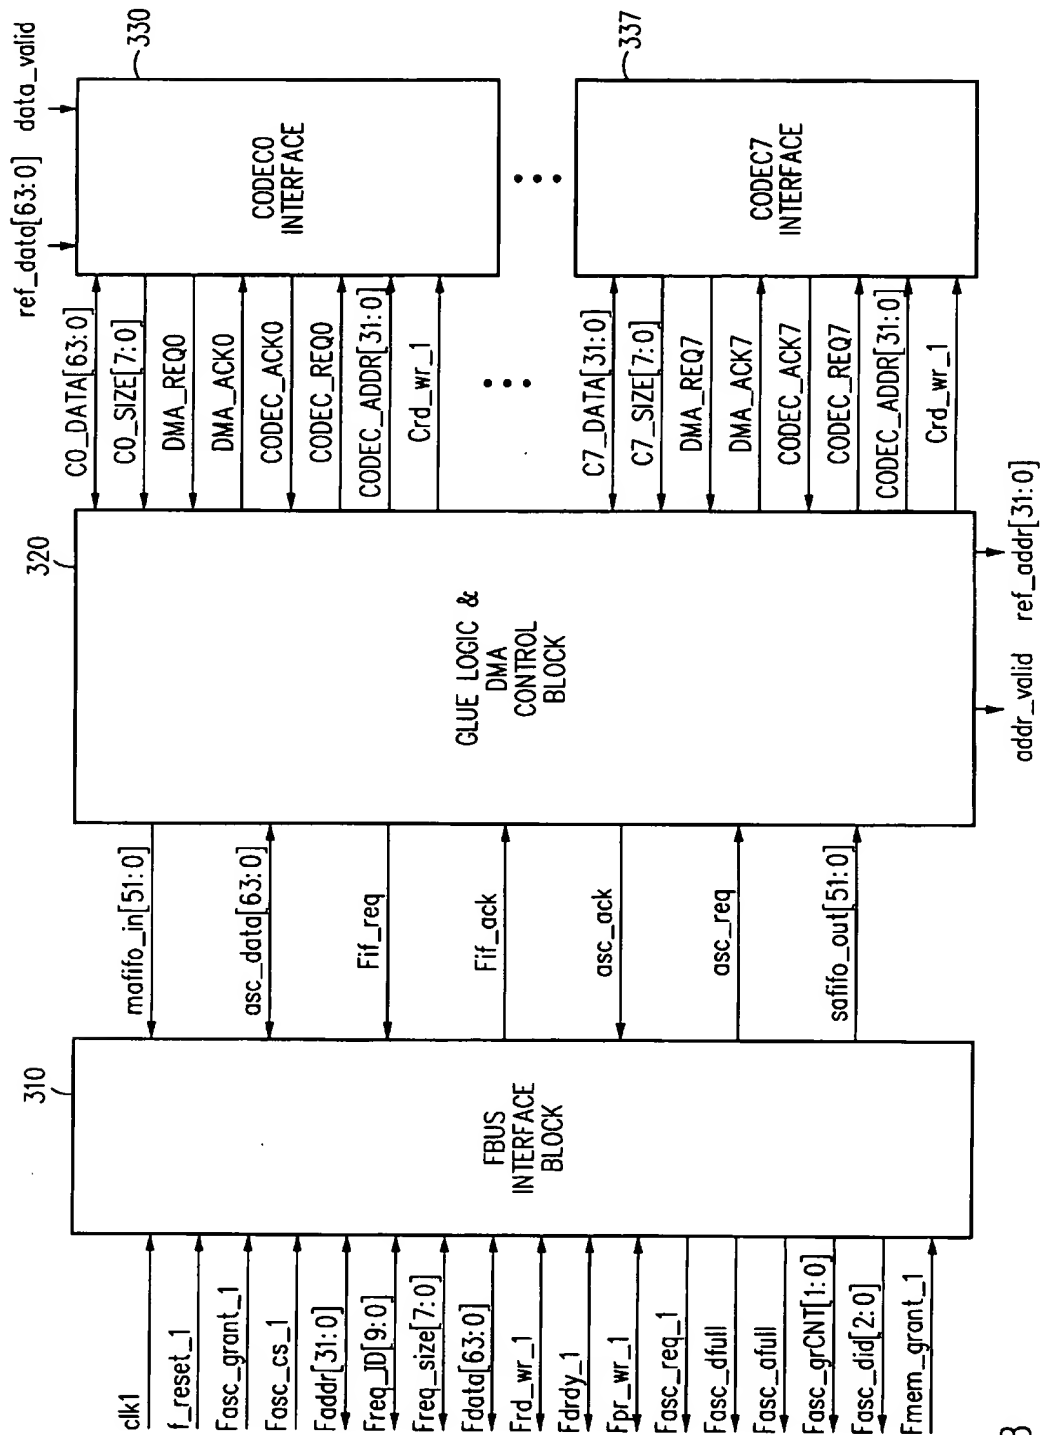 clk1
f_reset_1
Fasc_grant_1
Fasc_cs_1
Faddr[31:0]
Freq_ID[9:0]
Freq_size[7:0]
Fdata[63:0]
Frd_wr_1
Fdrdy_1
Fpr_wr_1
Fasc_req_1
Fasc_dfull
Fasc_afull
Fasc_grCNT[1:0]
Fasc_did[2:0]
Fmem_grant_1
310
FBUS
INTERFACE
BLOCK
mafifo_in[51:0]
asc_data[63:0]
Fif_req
Fif_ack
asc_ack
asc_req
safifo_out[51:0]
320
GLUE LOGIC &
DMA
CONTROL
BLOCK
addr_valid
ref_addr[31:0]
C0_DATA[63:0]
C0_SIZE[7:0]
DMA_REQ0
DMA_ACK0
CODEC_ACK0
CODEC_REQ0
CODEC_ADDR[31:0]
Crd_wr_1
C7_DATA[31:0]
C7_SIZE[7:0]
DMA_REQ7
DMA_ACK7
CODEC_ACK7
CODEC_REQ7
CODEC_ADDR[31:0]
Crd_wr_1
ref_data[63:0]
data_valid
330
CODEC0
INTERFACE
337
CODEC7
INTERFACE